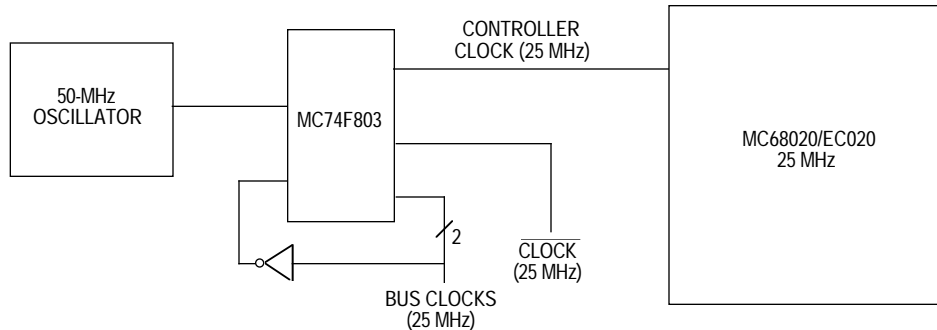 CONTROLLER
CLOCK (25 MHz)
50-MHz
OSCILLATOR
MC74F803
MC68020/EC020
25 MHz
2
CLOCK
(25 MHz)
BUS CLOCKS
(25 MHz)